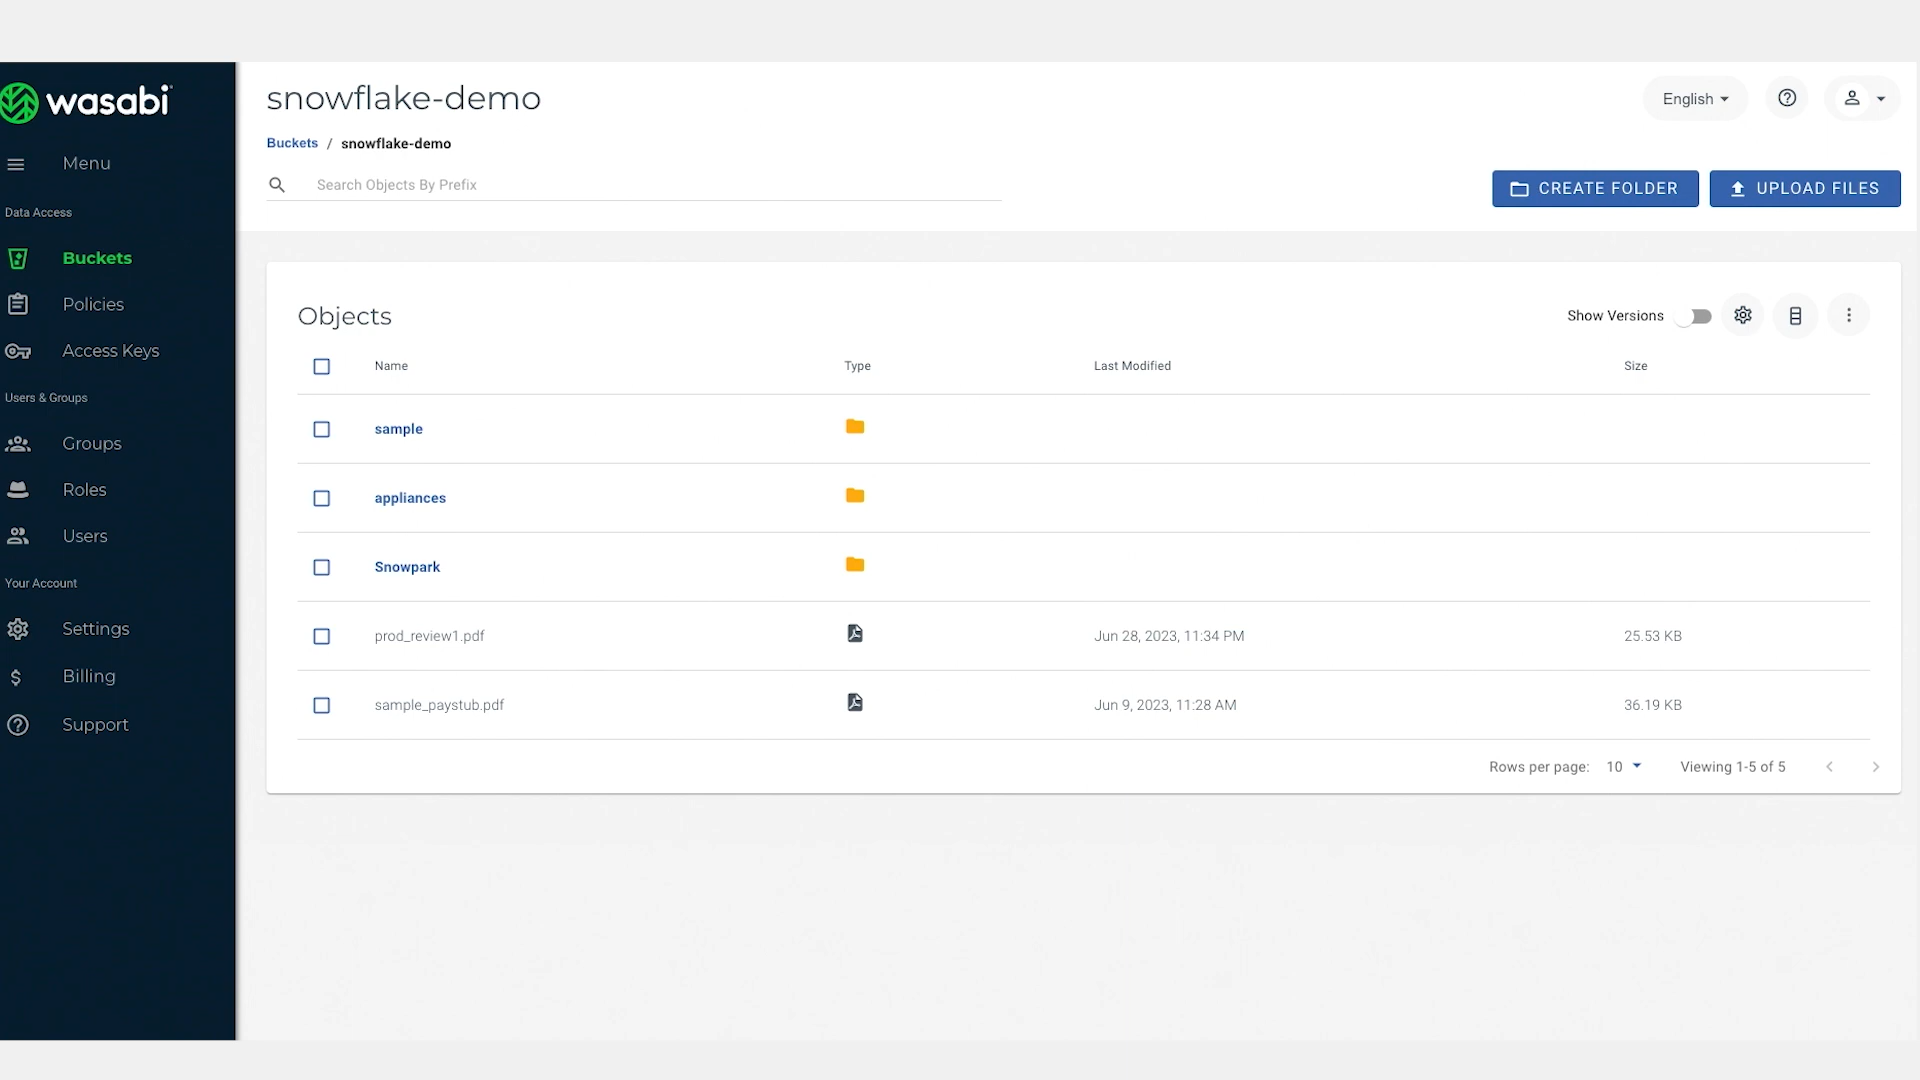 wasabi
Menu
Data Access
Buckets
Policies
Access Keys
Users & Groups
Groups
Roles
Users
Your Account
Settings
Billing
Support
snowflake-demo
Buckets / snowflake-demo
Search Objects By Prefix
English
CREATE FOLDER
UPLOAD FILES
Objects
Show Versions
Name Type Last Modified Size
sample
appliances
Snowpark
prod_review1.pdf Jun 28, 2023, 11:34 PM 25.53 KB
sample_paystub.pdf Jun 9, 2023, 11:28 AM 36.19 KB
Rows per page: 10 Viewing 1-5 of 5